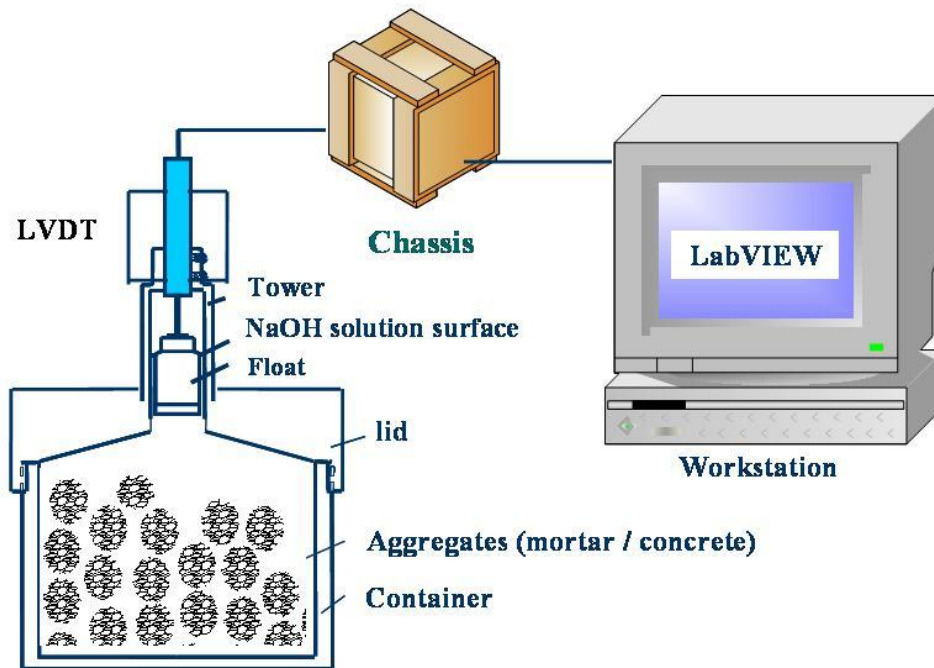 LVDT
Chassis
LabVIEW
Tower
NaOH solution surface
Float
lid
Workstation
Aggregates (mortar / concrete)
Container